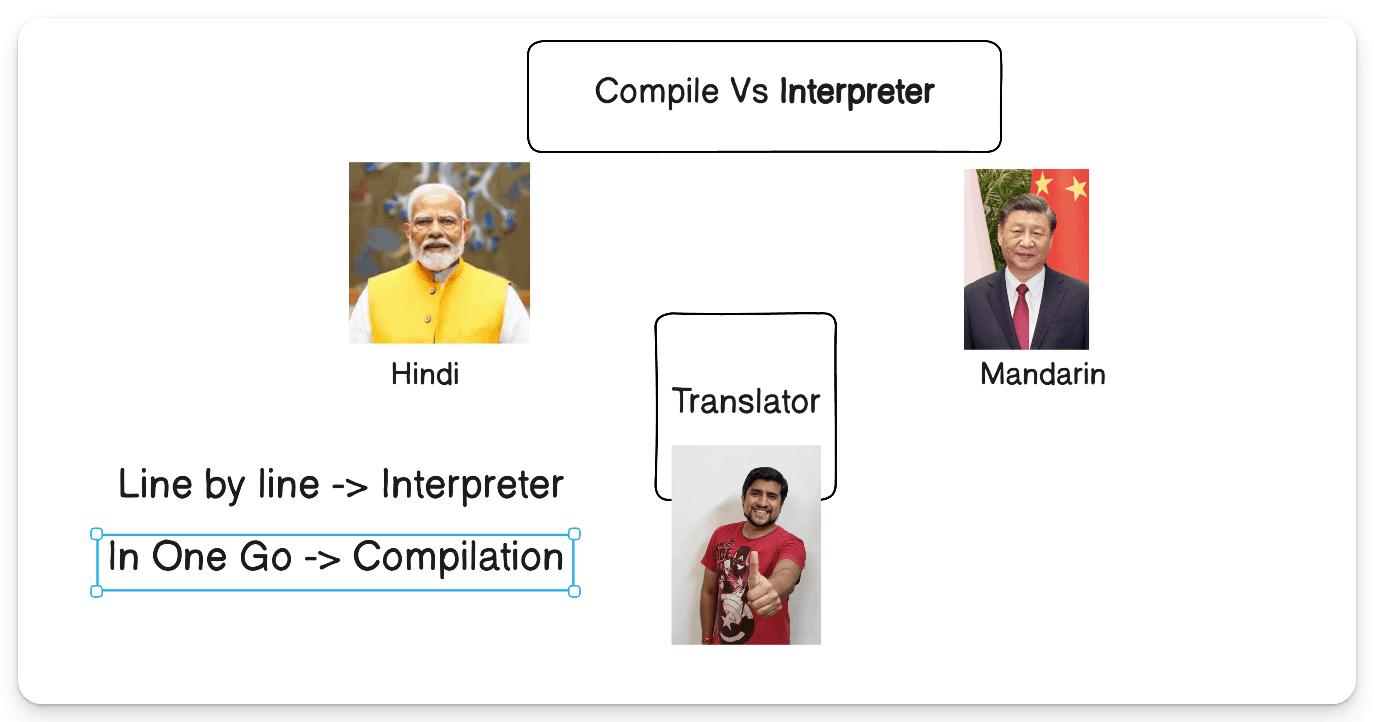 Compile Vs Interpreter
Hindi
Mandarin
Translator
Line by line -> Interpreter
In One Go -> Compilation